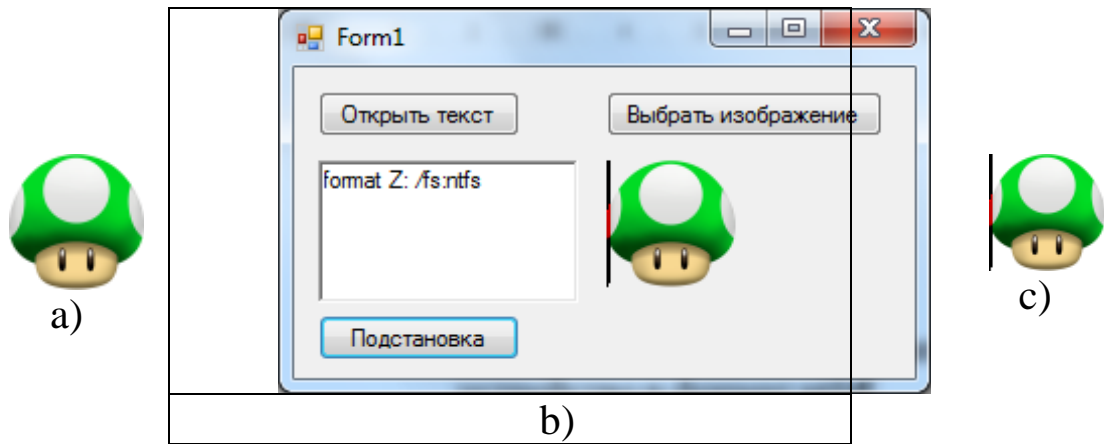 Form1
Открыть текст
Выбрать изображение
format Z: /fs:ntfs
Подстановка
a)
b)
c)